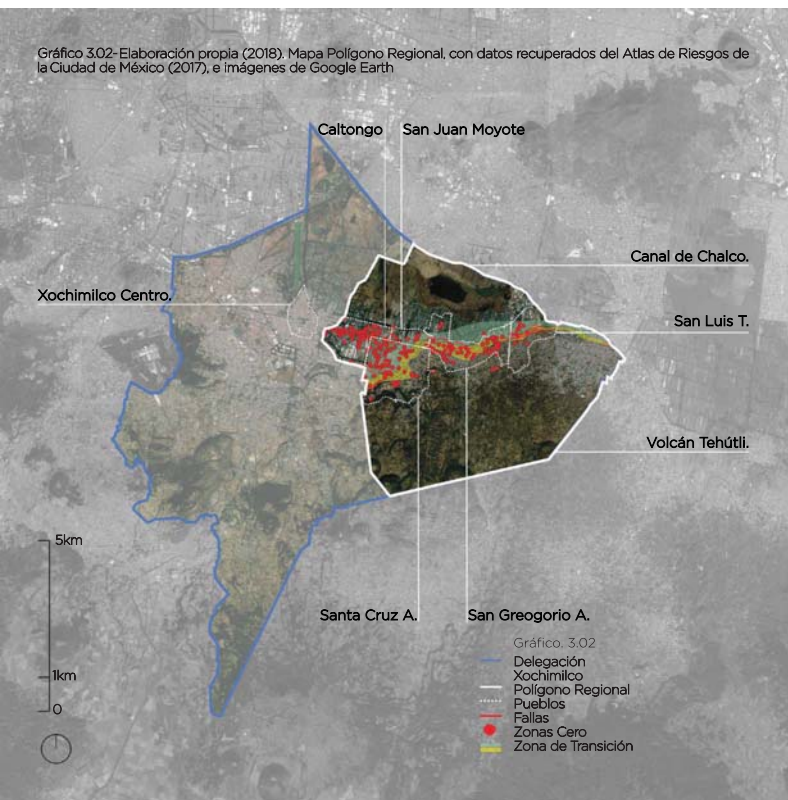 Gráfico 3.02-Elaboración propia (2018). Mapa Polígono Regional, con datos recuperados del Atlas de Riesgos de
la Ciudad de México (2017), e imágenes de Google Earth
Caltongo
San Juan Moyote
Canal de Chalco.
Xochimilco Centro.
San Luis T.
Volcán Tehútli.
5km
Santa Cruz A.
San Greogorio A.
Gráfico. 3.02
Delegación
Xochimilco
1km
Polígono Regional
Pueblos
0
Fallas
Zonas Cero
Zona de Transición